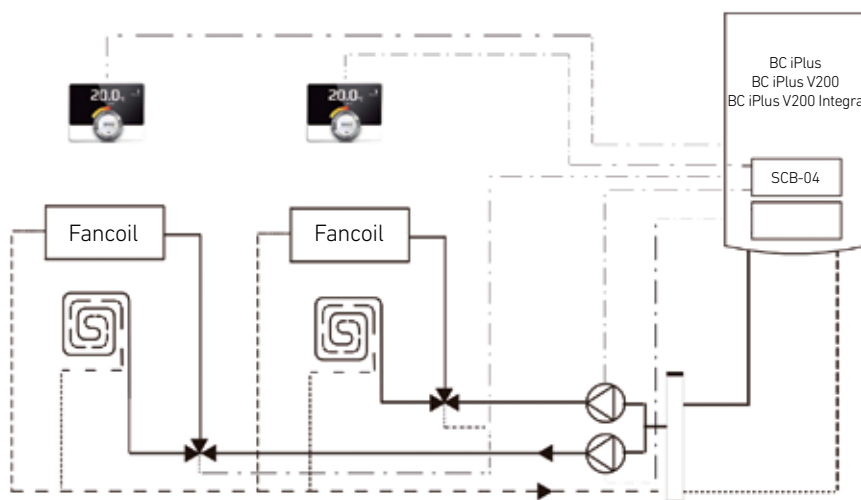 20.0°
20.0°
BC iPlus
BC iPlus V200
BC iPlus V200 Integra
SCB-04
Fancoil
Fancoil